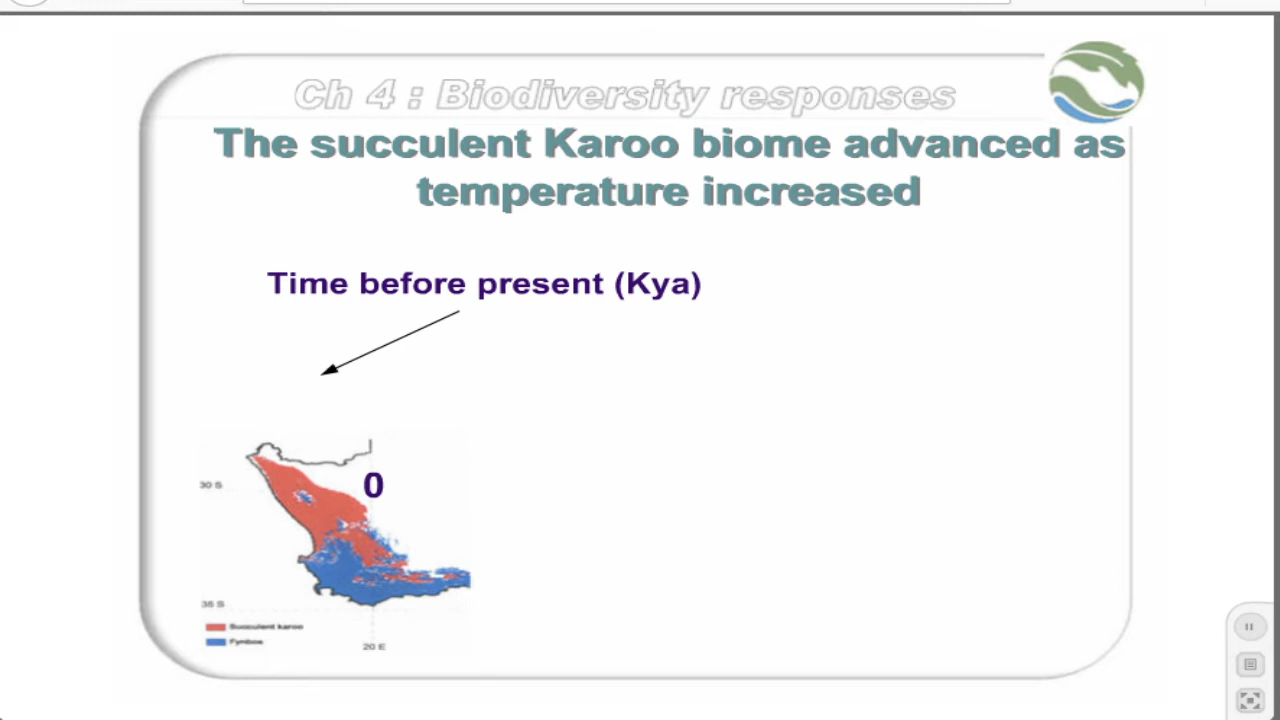 Ch 4 : Biodiversity responses
The succulent Karoo biome advanced as
temperature increased
Time before present (Kya)
0
30 S
35 S
Succulent karoo
Fynbos
20 E